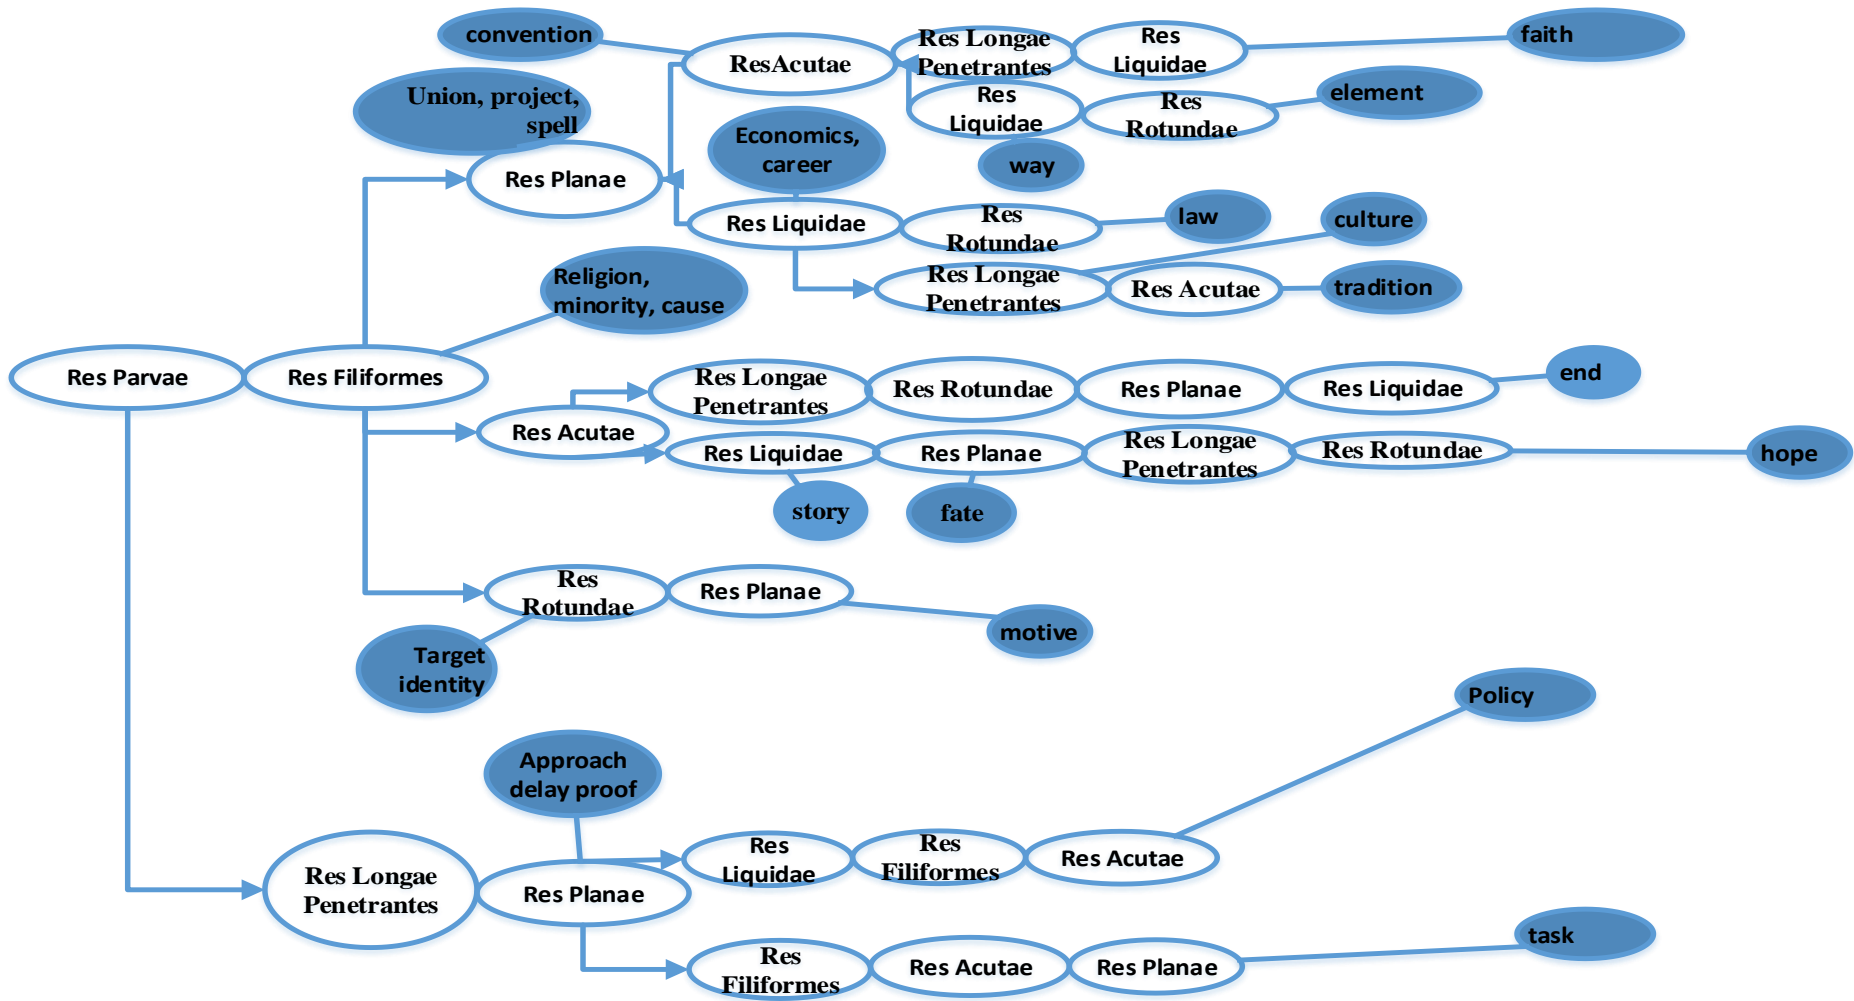 convention
ResAcutae
Res Longae
Penetrantes
Res
Liquidae
faith
Res
Liquidae
Res
Rotundae
element
way
Union, project,
spell
Res Planae
Economics,
career
Res Liquidae
Res
Rotundae
law
culture
Res Longae
Penetrantes
Res Acutae
tradition
Religion,
minority, cause
Res Parvae
Res Filiformes
Res Acutae
Res Longae
Penetrantes
Res Rotundae
Res Planae
Res Liquidae
end
Res Liquidae
Res Planae
Res Longae
Penetrantes
Res Rotundae
hope
story
fate
Res
Rotundae
Res Planae
motive
Target
identity
Policy
Approach
delay proof
Res Longae
Penetrantes
Res Planae
Res
Liquidae
Res
Filiformes
Res Acutae
Res
Filiformes
Res Acutae
Res Planae
task